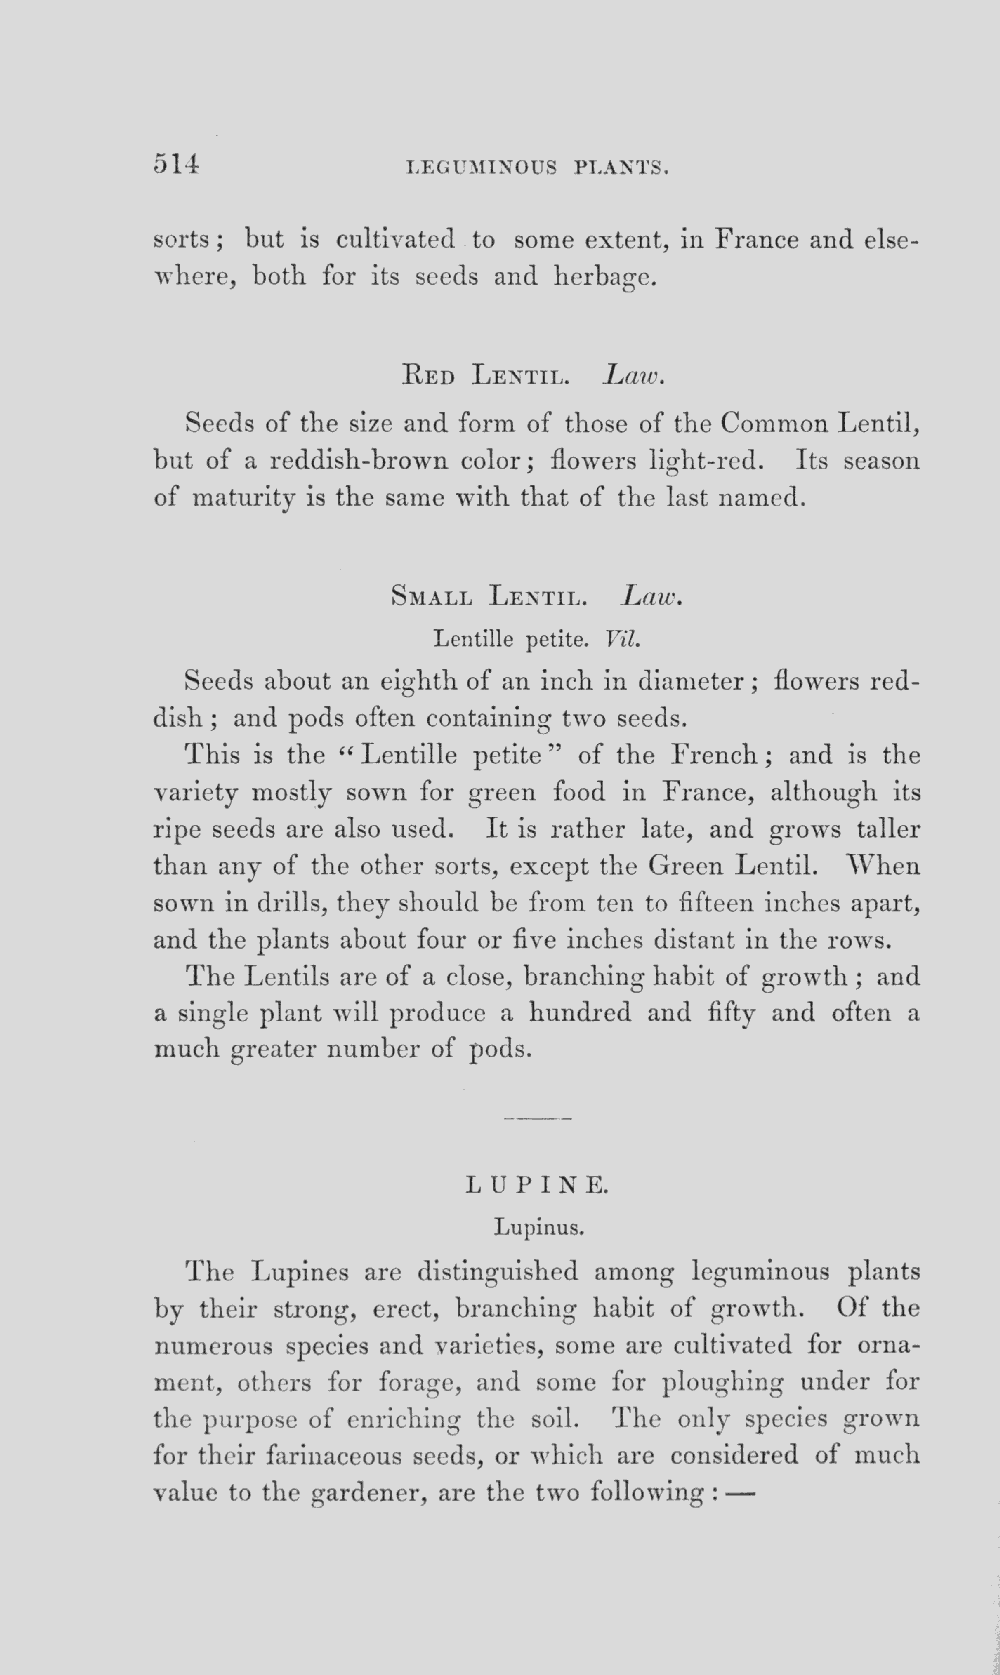 514 LEGUMINOUS PLANTS.
sorts; but is cultivated to some extent, in France and else-
where, both for its seeds and herbage.
RED LENTIL. Law.
Seeds of the size and form of those of the Common Lentil,
but of a reddish-brown color; flowers light-red. Its season
of maturity is the same with that of the last named.
SMALL LENTIL. Law.
Lentille petite. Vil.
Seeds about an eighth of an inch in diameter; flowers red-
dish; and pods often containing two seeds.
This is the “Lentille petite” of the French; and is the
variety mostly sown for green food in France, although its
ripe seeds are also used. It is rather late, and grows taller
than any of the other sorts, except the Green Lentil. When
sown in drills, they should be from ten to fifteen inches apart,
and the plants about four or five inches distant in the rows.
The Lentils are of a close, branching habit of growth; and
a single plant will produce a hundred and fifty and often a
much greater number of pods.
LUPINE.
Lupinus.
The Lupines are distinguished among leguminous plants
by their strong, erect, branching habit of growth. Of the
numerous species and varieties, some are cultivated for orna-
ment, others for forage, and some for ploughing under for
the purpose of enriching the soil. The only species grown
for their farinaceous seeds, or which are considered of much
value to the gardener, are the two following: —